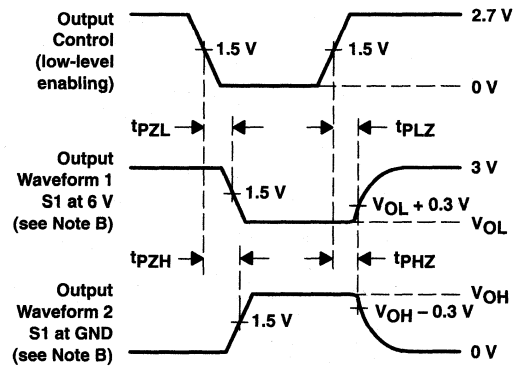 Output
Control
(low-level
enabling)
2.7 V
1.5 V
1.5 V
0 V
tPZL
tPLZ
Output
Waveform 1
S1 at 6 V
(see Note B)
3 V
1.5 V
VOL + 0.3 V
VOL
tPZH
tPHZ
Output
Waveform 2
S1 at GND
(see Note B)
VOH
1.5 V
VOH – 0.3 V
0 V